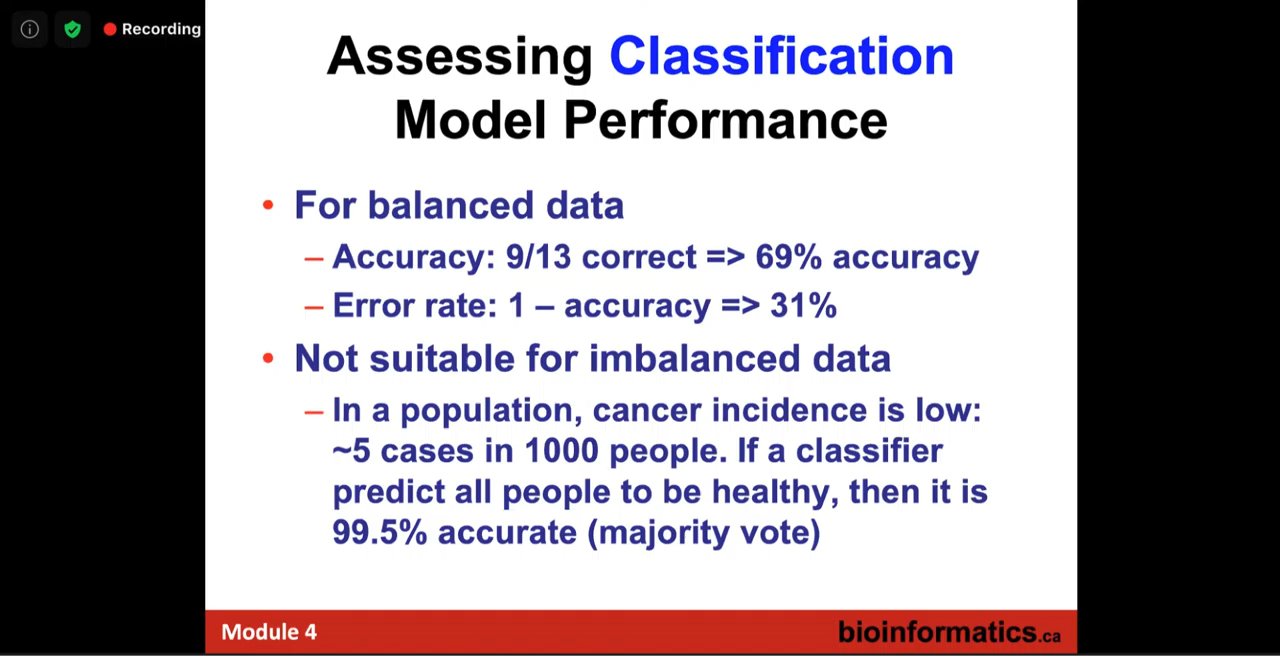 Recording
Assessing Classification
Model Performance
• For balanced data
– Accuracy: 9/13 correct => 69% accuracy
– Error rate: 1 – accuracy => 31%
• Not suitable for imbalanced data
– In a population, cancer incidence is low:
~5 cases in 1000 people. If a classifier
predict all people to be healthy, then it is
99.5% accurate (majority vote)
Module 4
bioinformatics.ca